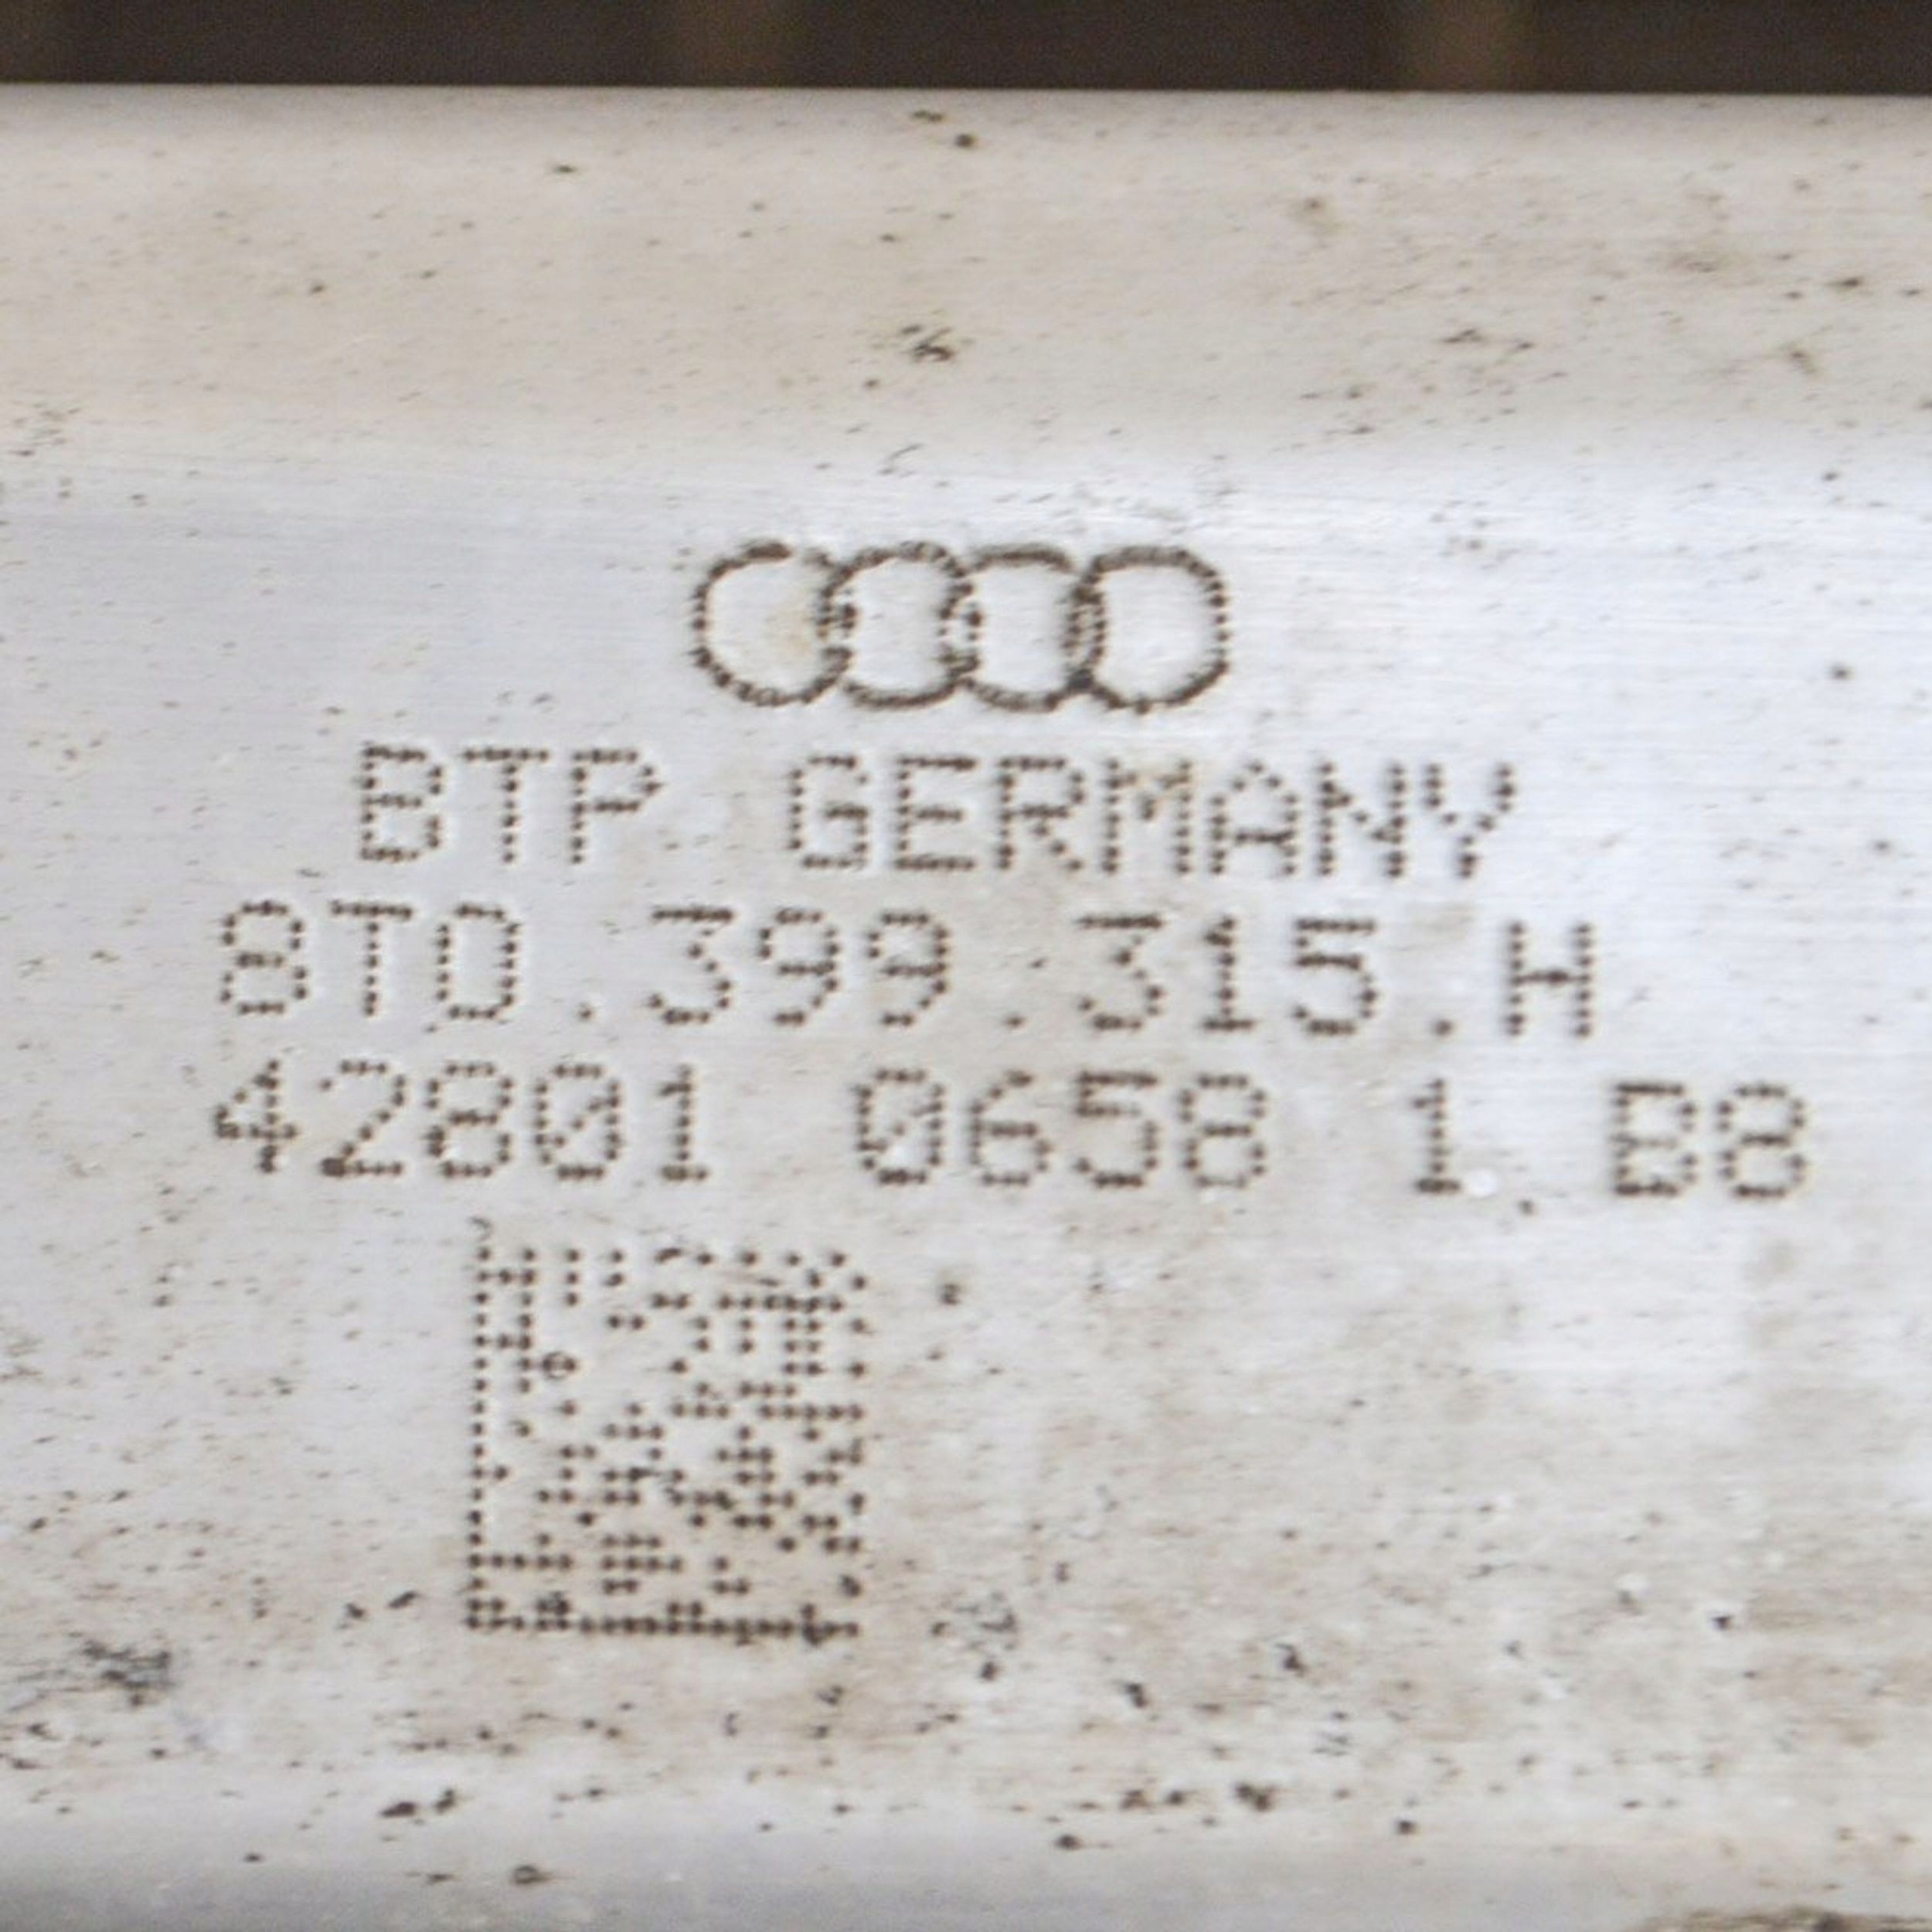 BTP GERMANY
8T0.399.315.H
42801 0658 1 B8